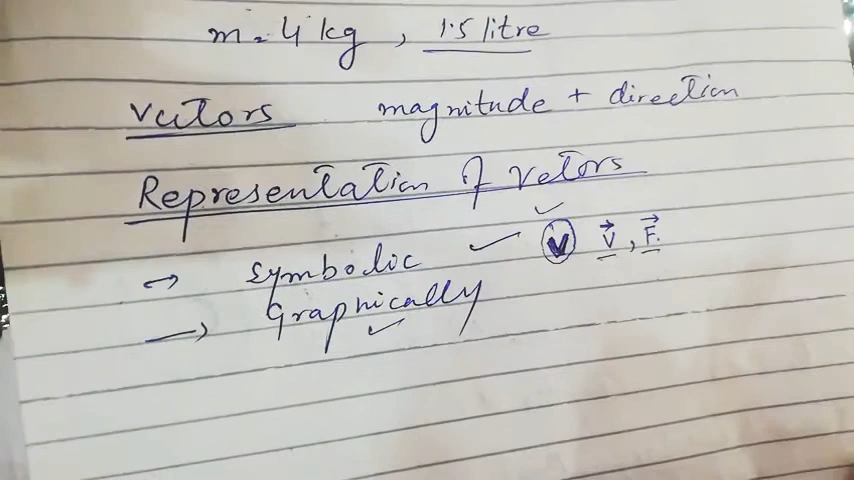 m = 4 kg , 1.5 litre
Vectors magnitude + direction
Representation of Vectors
→ Symbolic ✓ V V⃗ , F⃗.
→ Graphically